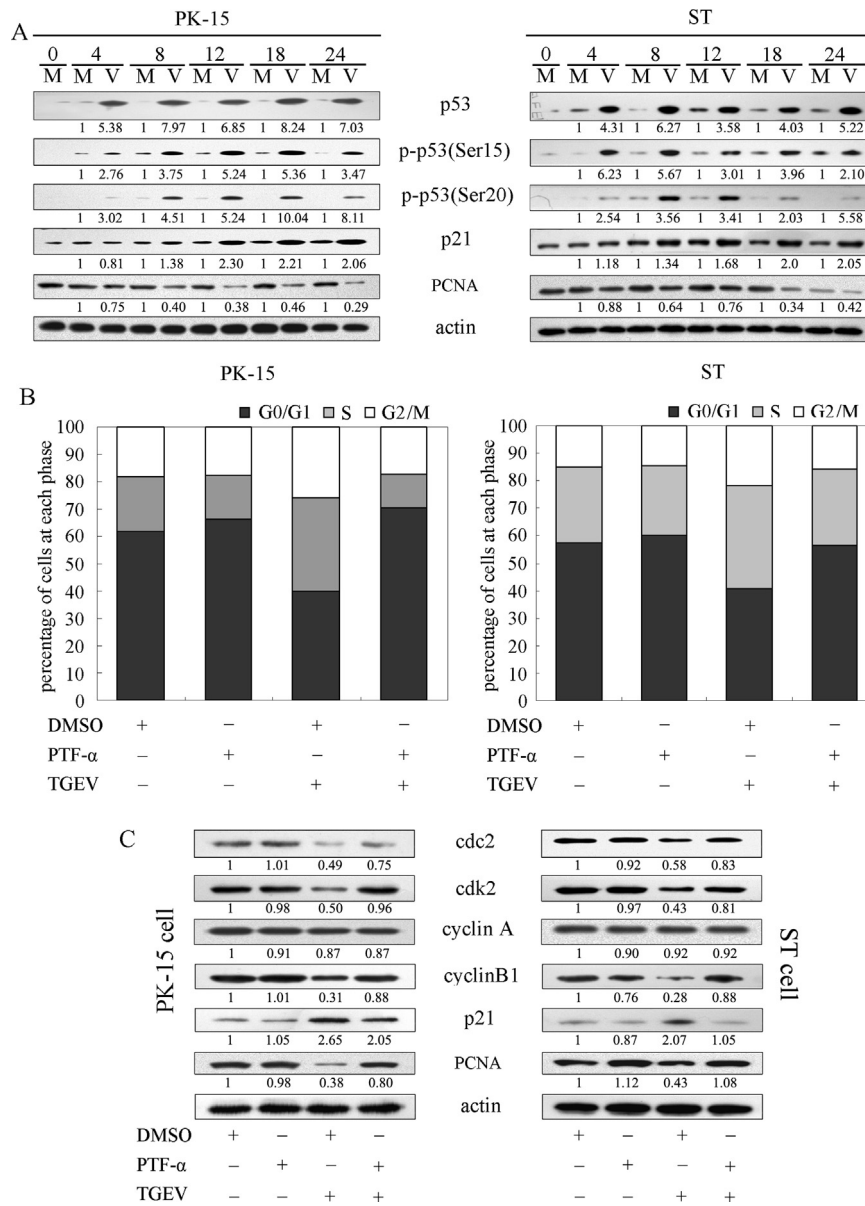 A
PK-15
ST
0 4 8 12 18 24
0 4 8 12 18 24
M M V M V M V M V M V
M M V M V M V M V M V
p53
1 5.38 1 7.97 1 6.85 1 8.24 1 7.03
1 4.31 1 6.27 1 3.58 1 4.03 1 5.22
p-p53(Ser15)
1 2.76 1 3.75 1 5.24 1 5.36 1 3.47
1 6.23 1 5.67 1 3.01 1 3.96 1 2.10
p-p53(Ser20)
1 3.02 1 4.51 1 5.24 1 10.04 1 8.11
1 2.54 1 3.56 1 3.41 1 2.03 1 5.58
p21
1 0.81 1 1.38 1 2.30 1 2.21 1 2.06
1 1.18 1 1.34 1 1.68 1 2.0 1 2.05
PCNA
1 0.75 1 0.40 1 0.38 1 0.46 1 0.29
1 0.88 1 0.64 1 0.76 1 0.34 1 0.42
actin
B
PK-15
G0/G1 S G2/M
percentage of cells at each phase
100
90
80
70
60
50
40
30
20
10
0
DMSO + − + −
PTF-α − + − +
TGEV − − + +
ST
G0/G1 S G2/M
percentage of cells at each phase
100
90
80
70
60
50
40
30
20
10
0
DMSO + − + −
PTF-α − + − +
TGEV − − + +
C
PK-15 cell
ST cell
cdc2
1 1.01 0.49 0.75
1 0.92 0.58 0.83
cdk2
1 0.98 0.50 0.96
1 0.97 0.43 0.81
cyclin A
1 0.91 0.87 0.87
1 0.90 0.92 0.92
cyclinB1
1 1.01 0.31 0.88
1 0.76 0.28 0.88
p21
1 1.05 2.65 2.05
1 0.87 2.07 1.05
PCNA
1 0.98 0.38 0.80
1 1.12 0.43 1.08
actin
DMSO + − + −
PTF-α − + − +
TGEV − − + +
DMSO + − + −
PTF-α − + − +
TGEV − − + +